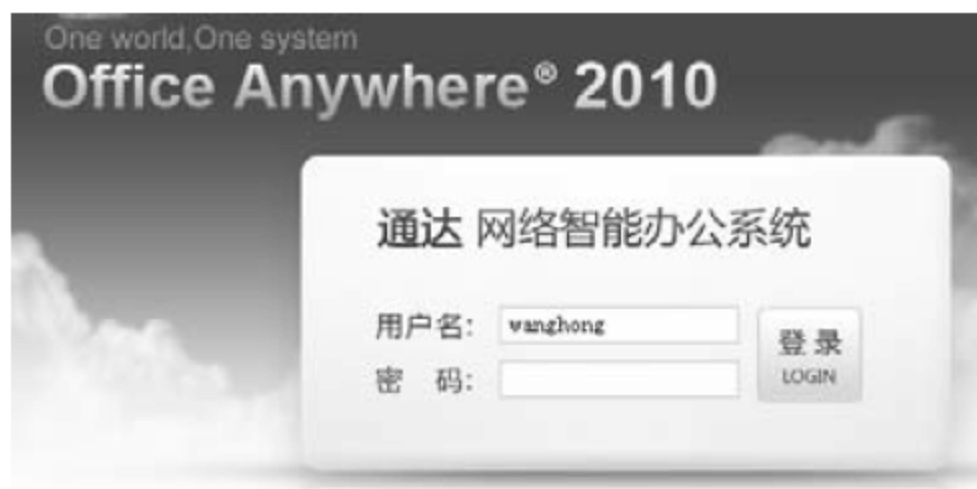 One world,One system
Office Anywhere® 2010
通达 网络智能办公系统
用户名: wanghong
密 码:
登 录
LOGIN